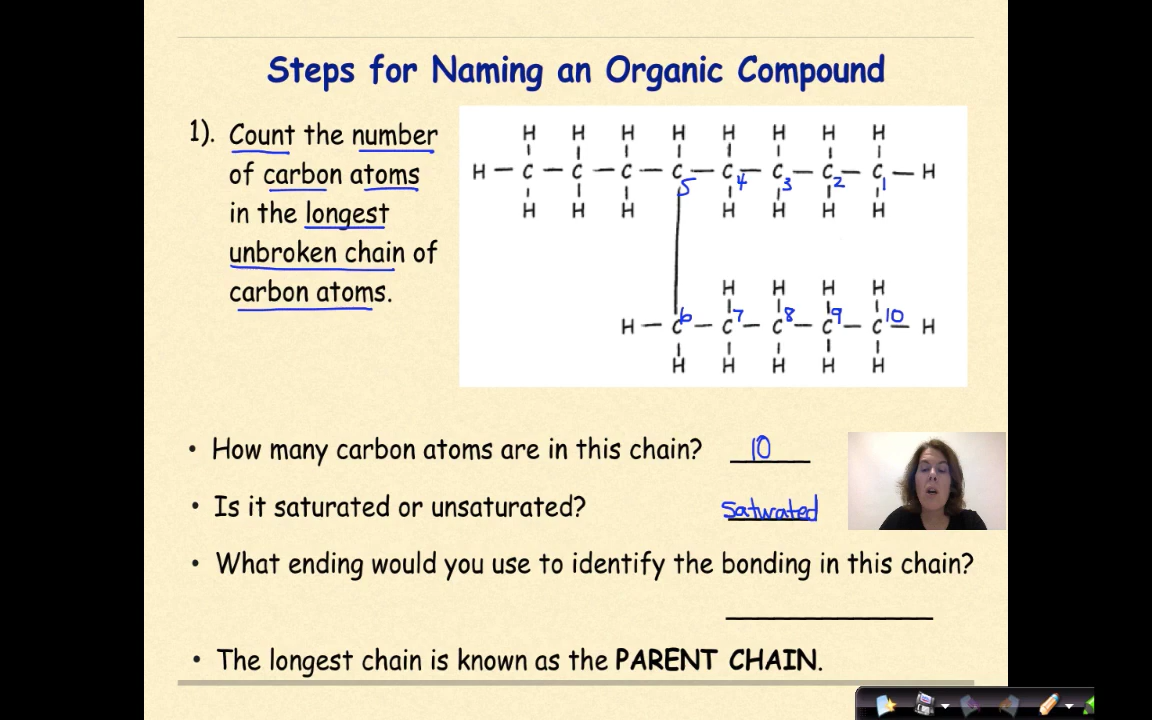 Steps for Naming an Organic Compound
1). Count the number
of carbon atoms
in the longest
unbroken chain of
carbon atoms.
H H H H H H H H
H C C C C C C C C H
5 4 3 2 1
H H H H H H H
H H H H
6 7 8 9 10
H C C C C C H
H H H H H
• How many carbon atoms are in this chain? 10
• Is it saturated or unsaturated? saturated
• What ending would you use to identify the bonding in this chain?
• The longest chain is known as the PARENT CHAIN.